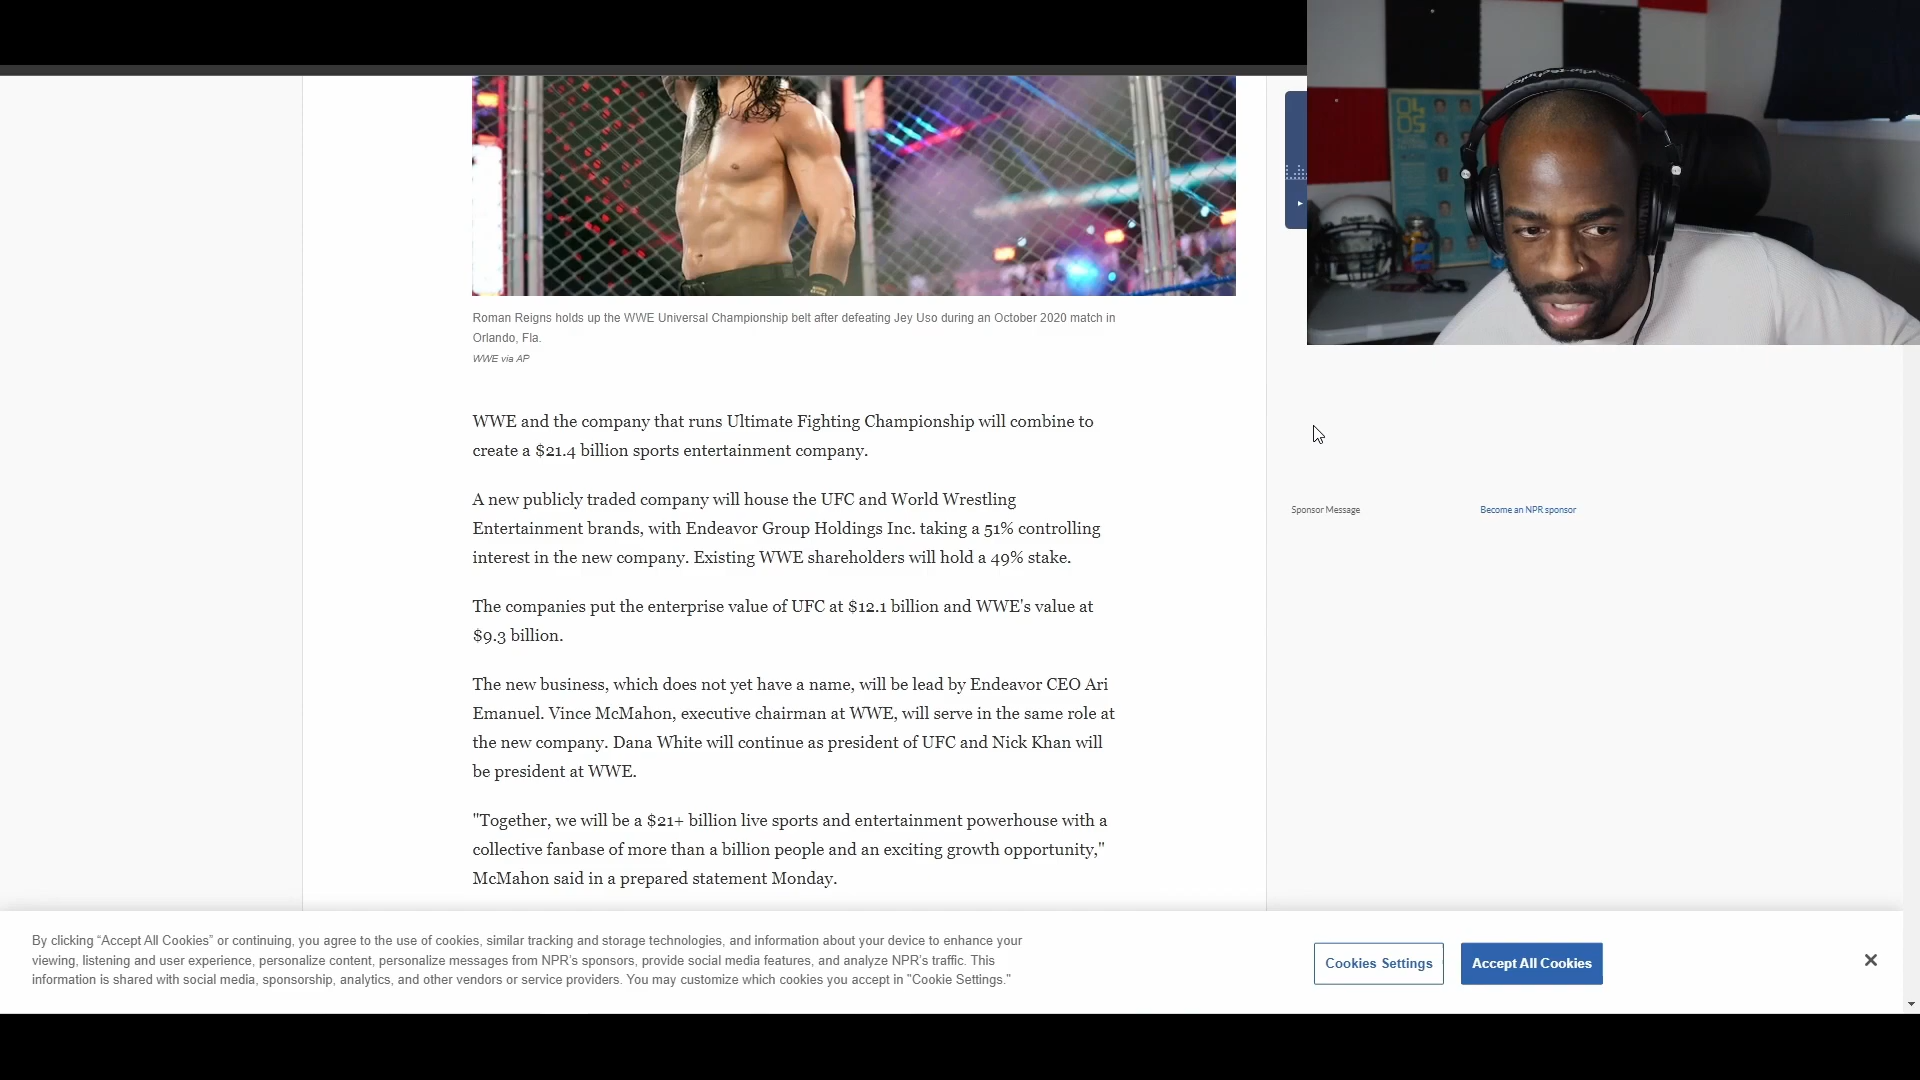 Roman Reigns holds up the WWE Universal Championship belt after defeating Jey Uso during an October 2020 match in
Orlando, Fla.
WWE via AP
WWE and the company that runs Ultimate Fighting Championship will combine to
create a $21.4 billion sports entertainment company.
A new publicly traded company will house the UFC and World Wrestling
Entertainment brands, with Endeavor Group Holdings Inc. taking a 51% controlling
interest in the new company. Existing WWE shareholders will hold a 49% stake.
The companies put the enterprise value of UFC at $12.1 billion and WWE's value at
$9.3 billion.
The new business, which does not yet have a name, will be lead by Endeavor CEO Ari
Emanuel. Vince McMahon, executive chairman at WWE, will serve in the same role at
the new company. Dana White will continue as president of UFC and Nick Khan will
be president at WWE.
"Together, we will be a $21+ billion live sports and entertainment powerhouse with a
collective fanbase of more than a billion people and an exciting growth opportunity,"
McMahon said in a prepared statement Monday.
Sponsor Message
Become an NPR sponsor
By clicking “Accept All Cookies” or continuing, you agree to the use of cookies, similar tracking and storage technologies, and information about your device to enhance your
viewing, listening and user experience, personalize content, personalize messages from NPR’s sponsors, provide social media features, and analyze NPR’s traffic. This
information is shared with social media, sponsorship, analytics, and other vendors or service providers. You may customize which cookies you accept in "Cookie Settings."
Cookies Settings
Accept All Cookies